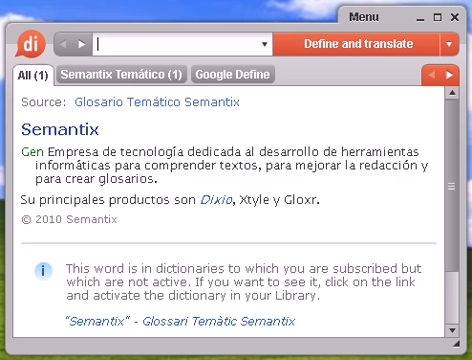 Menu
di
Define and translate
All (1)
Semantix Temático (1)
Google Define
Source: Glosario Temático Semantix
Semantix
Gen Empresa de tecnología dedicada al desarrollo de herramientas
informáticas para comprender textos, para mejorar la redacción y
para crear glosarios.
Su principales productos son Dixio, Xtyle y Gloxr.
© 2010 Semantix
i
This word is in dictionaries to which you are subscribed but
which are not active. If you want to see it, click on the link
and activate the dictionary in your Library.
"Semantix" - Glossari Temàtic Semantix